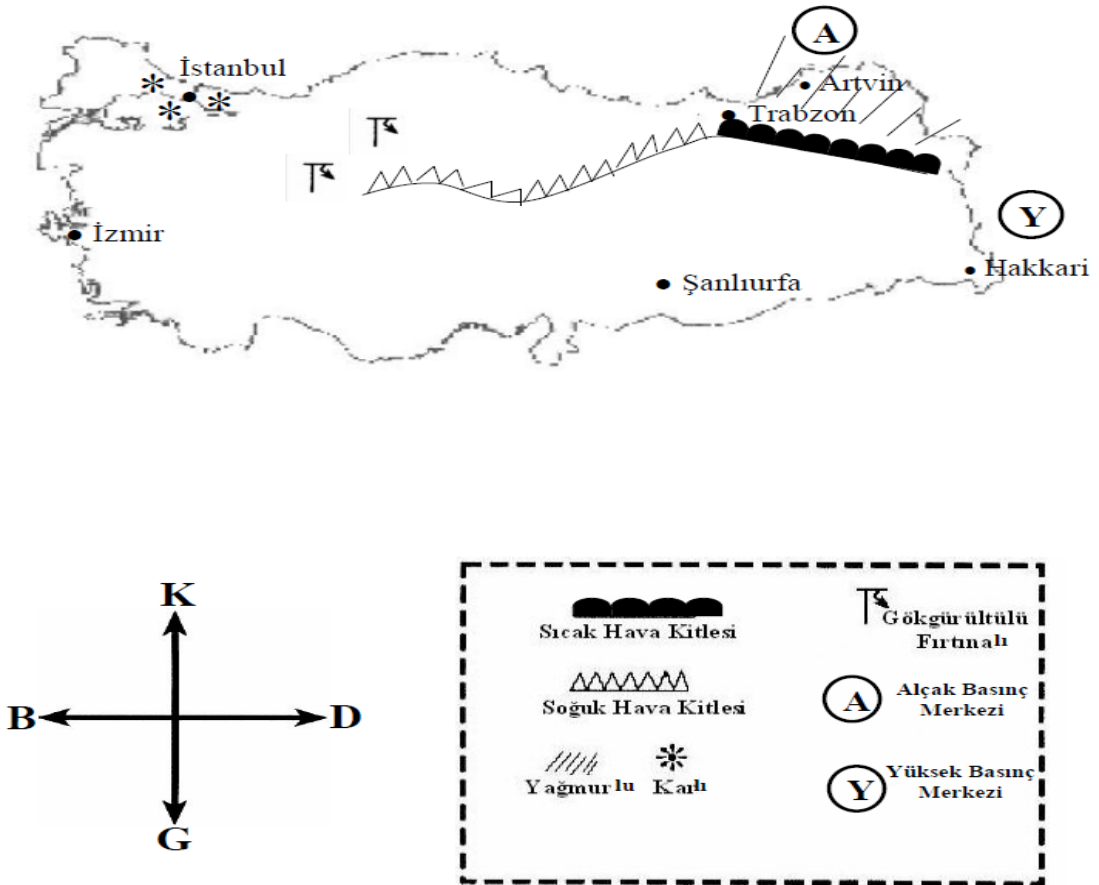 A
İstanbul
Artvin
Trabzon
Y
İzmir
Hakkari
Şanlıurfa
K
B
D
G
Sıcak Hava Kitlesi
Gökgürültülü
Fırtınalı
Soğuk Hava Kitlesi
A
Alçak Basınç
Merkezi
Yağmurlu
Karlı
Y
Yüksek Basınç
Merkezi